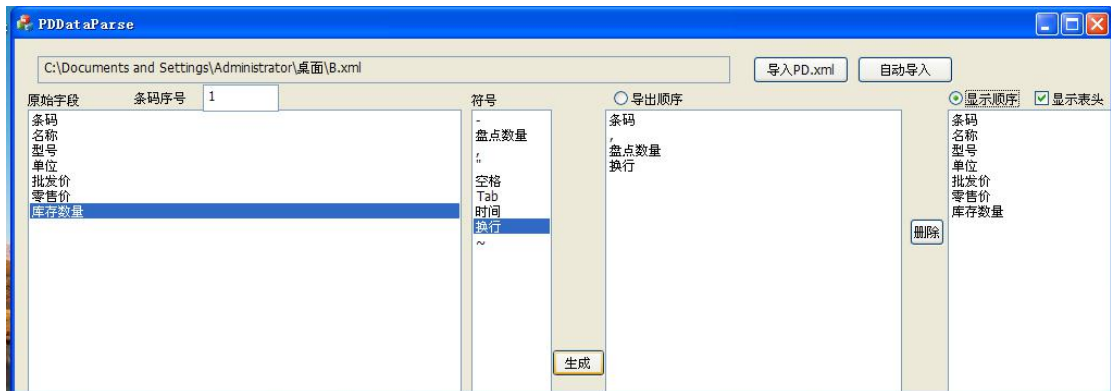 PDDataParse
C:\Documents and Settings\Administrator\桌面\B.xml
导入PD.xml
自动导入
原始字段
条码序号
1
符号
导出顺序
显示顺序
显示表头
条码
名称
型号
单位
批发价
零售价
库存数量
-
盘点数量
,
"
空格
Tab
时间
换行
~
生成
条码
,
盘点数量
换行
删除
条码
名称
型号
单位
批发价
零售价
库存数量